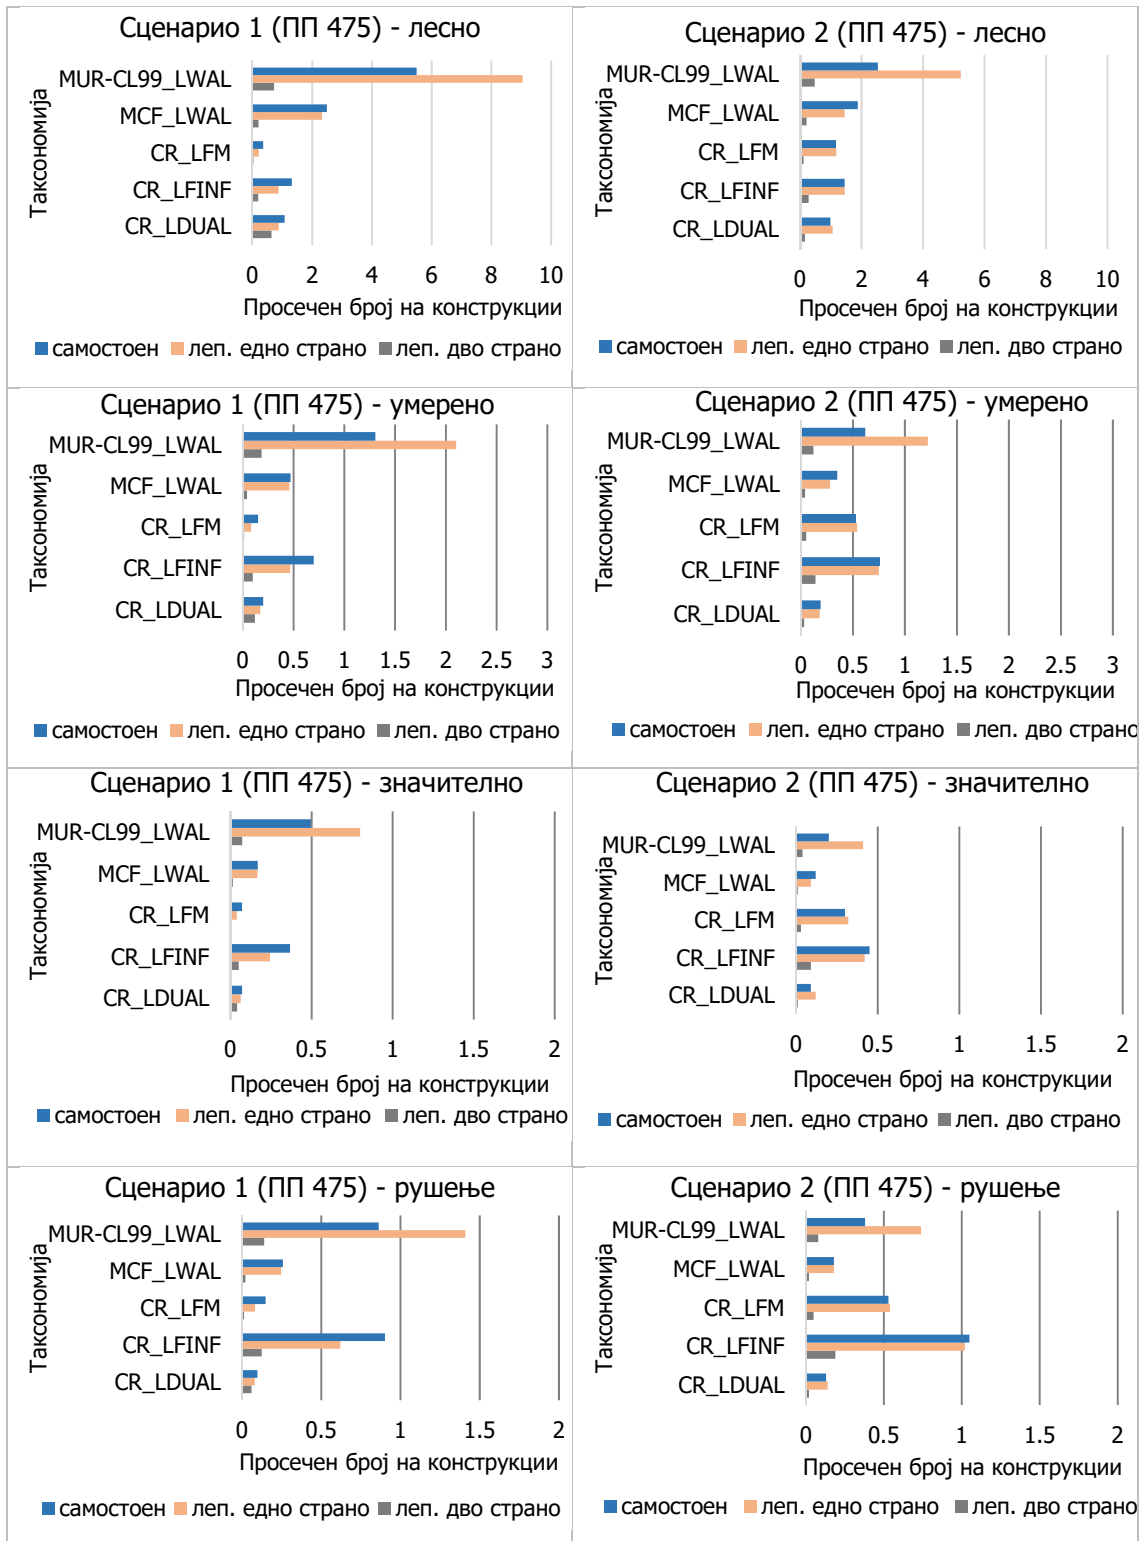 Сценарио 1 (ПП 475) - лесно
Таксономија
MUR-CL99_LWAL
MCF_LWAL
CR_LFM
CR_LFINF
CR_LDUAL
0 2 4 6 8 10
Просечен број на конструкции
самостоен леп. едно страно леп. дво страно
Сценарио 2 (ПП 475) - лесно
Таксономија
MUR-CL99_LWAL
MCF_LWAL
CR_LFM
CR_LFINF
CR_LDUAL
0 2 4 6 8 10
Просечен број на конструкции
самостоен леп. едно страно леп. дво страно
Сценарио 1 (ПП 475) - умерено
Таксономија
MUR-CL99_LWAL
MCF_LWAL
CR_LFM
CR_LFINF
CR_LDUAL
0 0.5 1 1.5 2 2.5 3
Просечен број на конструкции
самостоен леп. едно страно леп. дво страно
Сценарио 2 (ПП 475) - умерено
Таксономија
MUR-CL99_LWAL
MCF_LWAL
CR_LFM
CR_LFINF
CR_LDUAL
0 0.5 1 1.5 2 2.5 3
Просечен број на конструкции
самостоен леп. едно страно леп. дво страно
Сценарио 1 (ПП 475) - значително
Таксономија
MUR-CL99_LWAL
MCF_LWAL
CR_LFM
CR_LFINF
CR_LDUAL
0 0.5 1 1.5 2
Просечен број на конструкции
самостоен леп. едно страно леп. дво страно
Сценарио 2 (ПП 475) - значително
Таксономија
MUR-CL99_LWAL
MCF_LWAL
CR_LFM
CR_LFINF
CR_LDUAL
0 0.5 1 1.5 2
Просечен број на конструкции
самостоен леп. едно страно леп. дво страно
Сценарио 1 (ПП 475) - рушење
Таксономија
MUR-CL99_LWAL
MCF_LWAL
CR_LFM
CR_LFINF
CR_LDUAL
0 0.5 1 1.5 2
Просечен број на конструкции
самостоен леп. едно страно леп. дво страно
Сценарио 2 (ПП 475) - рушење
Таксономија
MUR-CL99_LWAL
MCF_LWAL
CR_LFM
CR_LFINF
CR_LDUAL
0 0.5 1 1.5 2
Просечен број на конструкции
самостоен леп. едно страно леп. дво страно